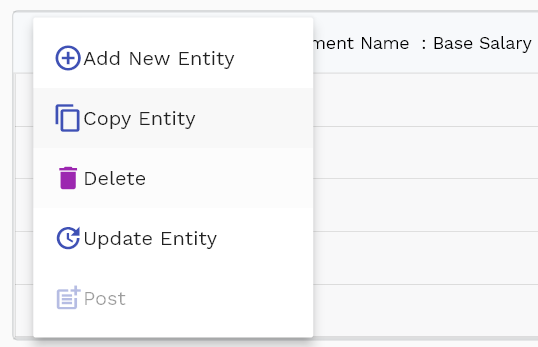 ment Name : Base Salary
Add New Entity
Copy Entity
Delete
Update Entity
Post